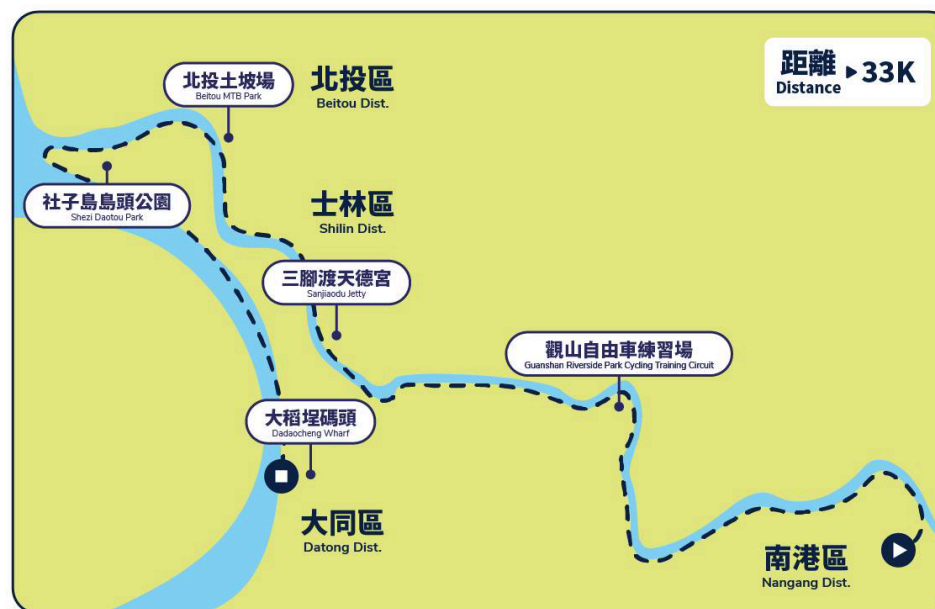 北投土坡場
Beitou MTB Park
北投區
Beitou Dist.
距離
Distance
33K
社子島島頭公園
Shezi Daotou Park
士林區
Shilin Dist.
三腳渡天德宮
Sanjiaodu Jetty
觀山自由車練習場
Guanshan Riverside Park Cycling Training Circuit
大稻埕碼頭
Dadaocheng Wharf
大同區
Datong Dist.
南港區
Nangang Dist.